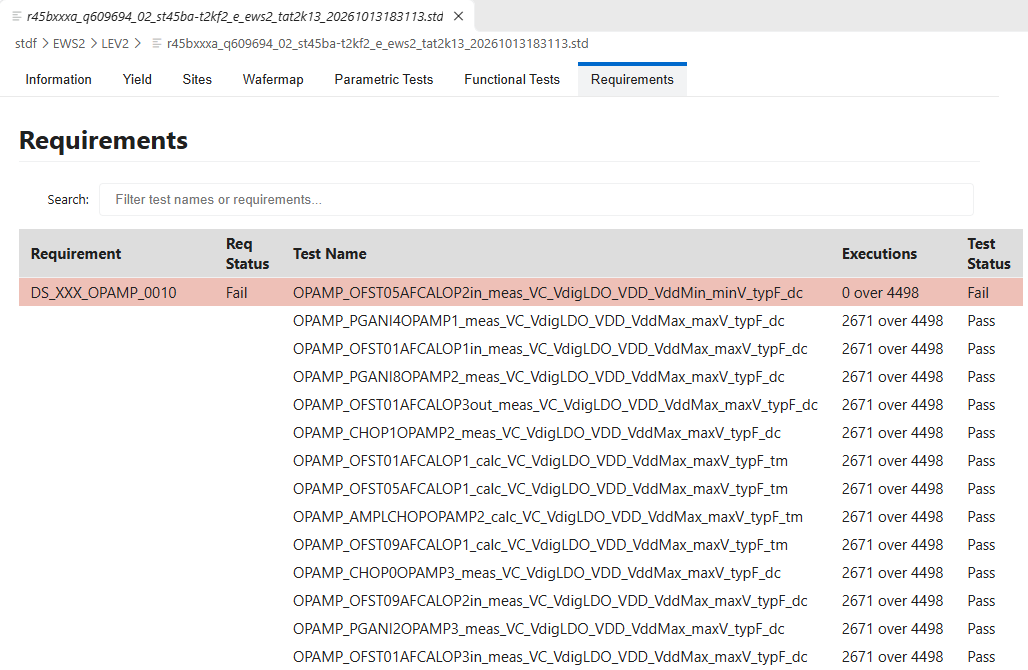 r45bxxxa_q609694_02_st45ba-t2kf2_e_ews2_tat2k13_20261013183113.std
stdf > EWS2 > LEV2 > r45bxxxa_q609694_02_st45ba-t2kf2_e_ews2_tat2k13_20261013183113.std
Information Yield Sites Wafermap Parametric Tests Functional Tests Requirements
Requirements
Search: Filter test names or requirements...
Requirement Req Status Test Name Executions Test Status
DS_XXX_OPAMP_0010 Fail OPAMP_OFST05AFCALOP2in_meas_VC_VdigLDO_VDD_VddMin_minV_typF_dc 0 over 4498 Fail
OPAMP_PGANI4OPAMP1_meas_VC_VdigLDO_VDD_VddMax_maxV_typF_dc 2671 over 4498 Pass
OPAMP_OFST01AFCALOP1in_meas_VC_VdigLDO_VDD_VddMax_maxV_typF_dc 2671 over 4498 Pass
OPAMP_PGANI8OPAMP2_meas_VC_VdigLDO_VDD_VddMax_maxV_typF_dc 2671 over 4498 Pass
OPAMP_OFST01AFCALOP3out_meas_VC_VdigLDO_VDD_VddMax_maxV_typF_dc 2671 over 4498 Pass
OPAMP_CHOP1OPAMP2_meas_VC_VdigLDO_VDD_VddMax_maxV_typF_dc 2671 over 4498 Pass
OPAMP_OFST01AFCALOP1_calc_VC_VdigLDO_VDD_VddMax_maxV_typF_tm 2671 over 4498 Pass
OPAMP_OFST05AFCALOP1_calc_VC_VdigLDO_VDD_VddMax_maxV_typF_tm 2671 over 4498 Pass
OPAMP_AMPLCHOPOPAMP2_calc_VC_VdigLDO_VDD_VddMax_maxV_typF_tm 2671 over 4498 Pass
OPAMP_OFST09AFCALOP1_calc_VC_VdigLDO_VDD_VddMax_maxV_typF_tm 2671 over 4498 Pass
OPAMP_CHOP0OPAMP3_meas_VC_VdigLDO_VDD_VddMax_maxV_typF_dc 2671 over 4498 Pass
OPAMP_OFST09AFCALOP2in_meas_VC_VdigLDO_VDD_VddMax_maxV_typF_dc 2671 over 4498 Pass
OPAMP_PGANI2OPAMP3_meas_VC_VdigLDO_VDD_VddMax_maxV_typF_dc 2671 over 4498 Pass
OPAMP_OFST01AFCALOP3in_meas_VC_VdigLDO_VDD_VddMax_maxV_typF_dc 2671 over 4498 Pass